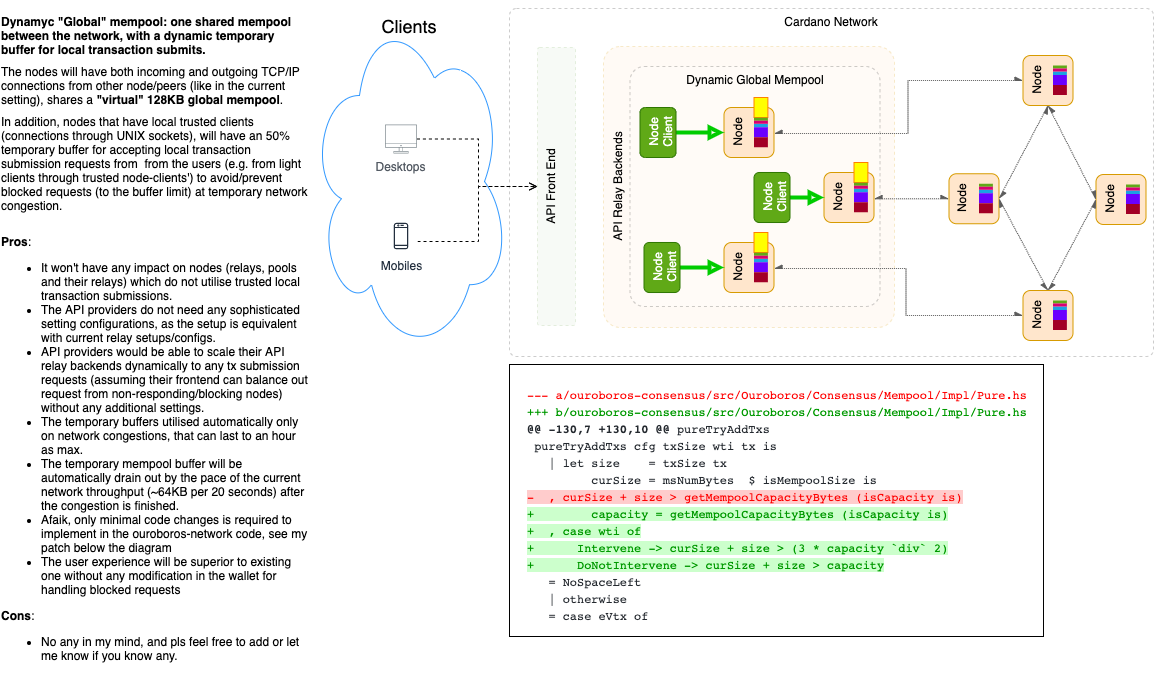 Dynamyc "Global" mempool: one shared mempool
between the network, with a dynamic temporary
buffer for local transaction submits.
The nodes will have both incoming and outgoing TCP/IP
connections from other node/peers (like in the current
setting), shares a "virtual" 128KB global mempool.
In addition, nodes that have local trusted clients
(connections through UNIX sockets), will have an 50%
temporary buffer for accepting local transaction
submission requests from  from the users (e.g. from light
clients through trusted node-clients') to avoid/prevent
blocked requests (to the buffer limit) at temporary network
congestion.
Pros:
• It won't have any impact on nodes (relays, pools
and their relays) which do not utilise trusted local
transaction submissions.
• The API providers do not need any sophisticated
setting configurations, as the setup is equivalent
with current relay setups/configs.
• API providers would be able to scale their API
relay backends dynamically to any tx submission
requests (assuming their frontend can balance out
request from non-responding/blocking nodes)
without any additional settings.
• The temporary buffers utilised automatically only
on network congestions, that can last to an hour
as max.
• The temporary mempool buffer will be
automatically drain out by the pace of the current
network throughput (~64KB per 20 seconds) after
the congestion is finished.
• Afaik, only minimal code changes is required to
implement in the ouroboros-network code, see my
patch below the diagram
• The user experience will be superior to existing
one without any modification in the wallet for
handling blocked requests
Cons:
• No any in my mind, and pls feel free to add or let
me know if you know any.
Clients
Desktops
Mobiles
Cardano Network
API Front End
API Relay Backends
Dynamic Global Mempool
Node
Client
Node
Node
Client
Node
Node
Client
Node
Node
Node
Node
Node
--- a/ouroboros-consensus/src/Ouroboros/Consensus/Mempool/Impl/Pure.hs
+++ b/ouroboros-consensus/src/Ouroboros/Consensus/Mempool/Impl/Pure.hs
@@ -130,7 +130,10 @@ pureTryAddTxs
 pureTryAddTxs cfg txSize wti tx is
   | let size    = txSize tx
         curSize = msNumBytes  $ isMempoolSize is
-  , curSize + size > getMempoolCapacityBytes (isCapacity is)
+        capacity = getMempoolCapacityBytes (isCapacity is)
+  , case wti of
+      Intervene -> curSize + size > (3 * capacity `div` 2)
+      DoNotIntervene -> curSize + size > capacity
   = NoSpaceLeft
   | otherwise
   = case eVtx of